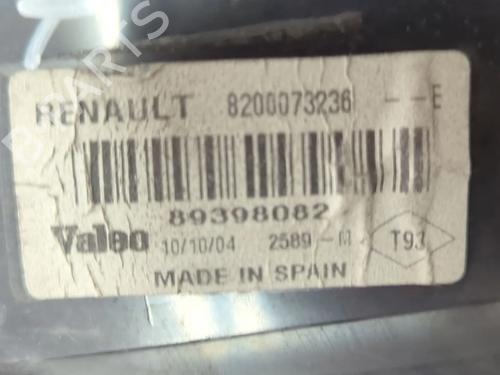 RENAULT 8200073236 --E
89398082
Valeo 10/10/04 2589-M T93
MADE IN SPAIN